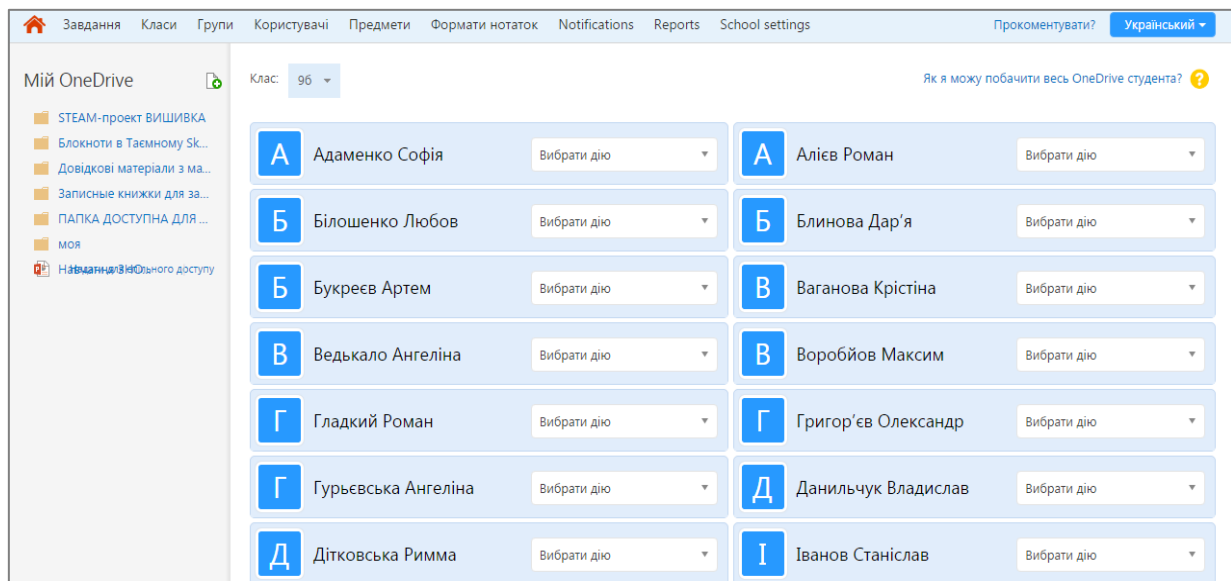 Завдання Класи Групи Користувачі Предмети Формати нотаток Notifications Reports School settings Прокоментувати? Український
Мій OneDrive
STEAM-проект ВИШИВКА
Блокноти в Таємному Sk...
Довідкові матеріали з ма...
Записные книжки для за...
ПАПКА ДОСТУПНА ДЛЯ ...
моя
Клас: 9б
Як я можу побачити весь OneDrive студента? ?
А Адаменко Софія Вибрати дію
А Алієв Роман Вибрати дію
Б Білошенко Любов Вибрати дію
Б Блинова Дар’я Вибрати дію
Б Букреєв Артем Вибрати дію
В Ваганова Крістіна Вибрати дію
В Ведькало Ангеліна Вибрати дію
В Воробйов Максим Вибрати дію
Г Гладкий Роман Вибрати дію
Г Григор’єв Олександр Вибрати дію
Г Гурьєвська Ангеліна Вибрати дію
Д Данильчук Владислав Вибрати дію
Д Дітковська Римма Вибрати дію
І Іванов Станіслав Вибрати дію